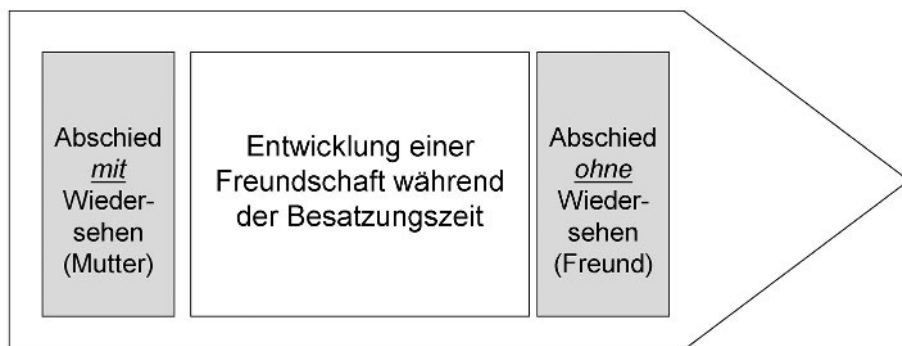 Abschied
mit
Wieder-
sehen
(Mutter)
Entwicklung einer
Freundschaft während
der Besatzungszeit
Abschied
ohne
Wieder-
sehen
(Freund)